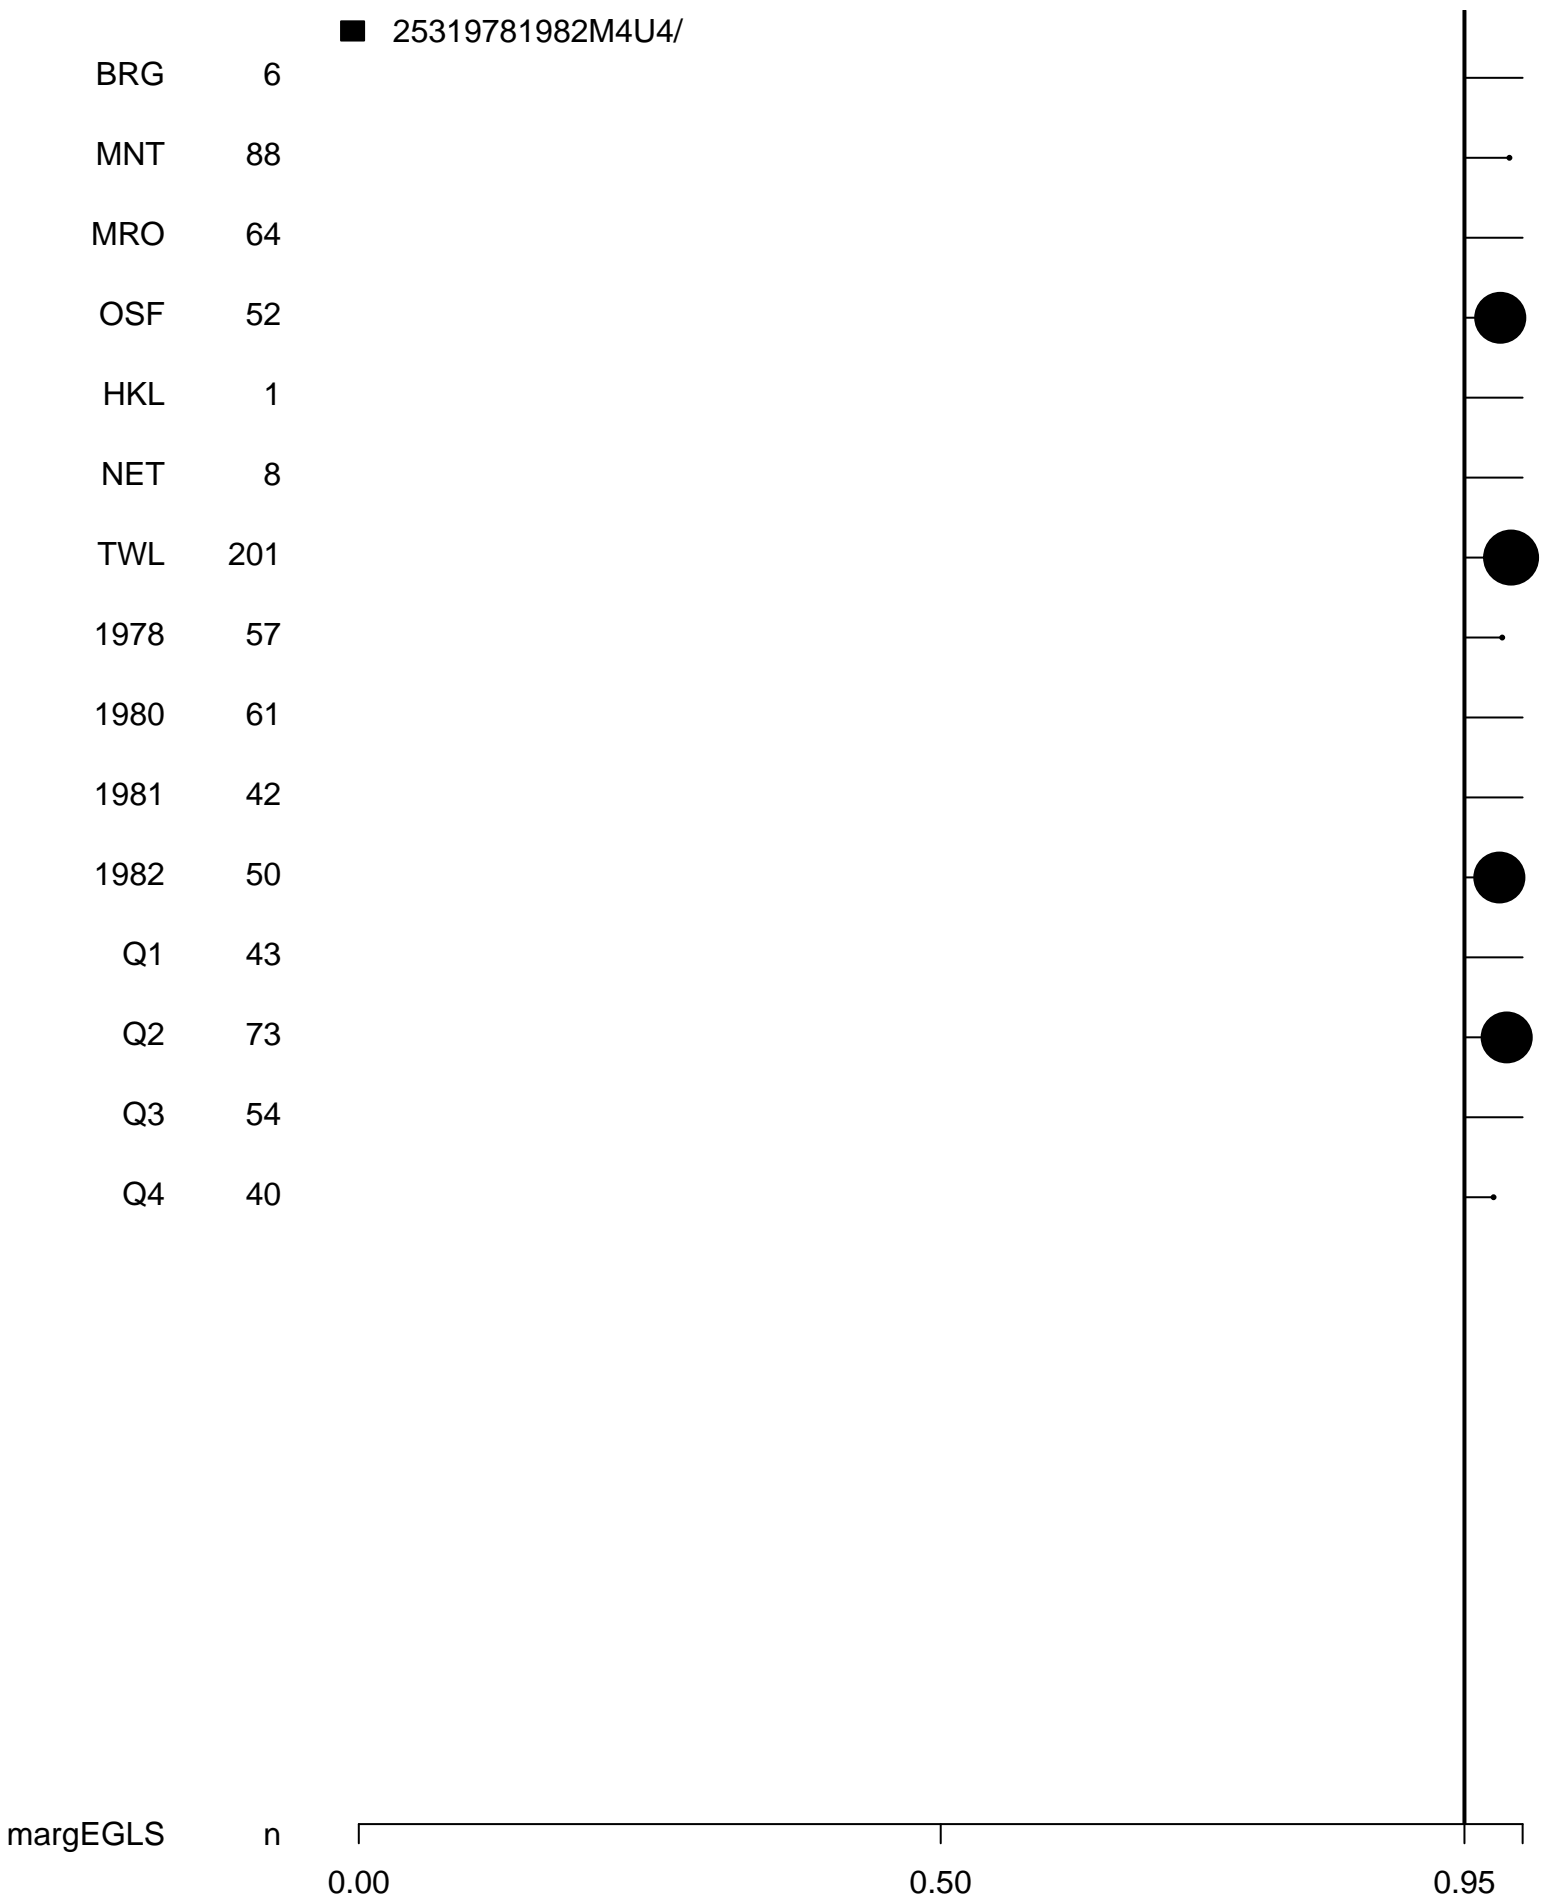 25319781982M4U4/
BRG 6
MNT 88
MRO 64
OSF 52
HKL 1
NET 8
TWL 201
1978 57
1980 61
1981 42
1982 50
Q1 43
Q2 73
Q3 54
Q4 40
margEGLS n
0.00 0.50 0.95